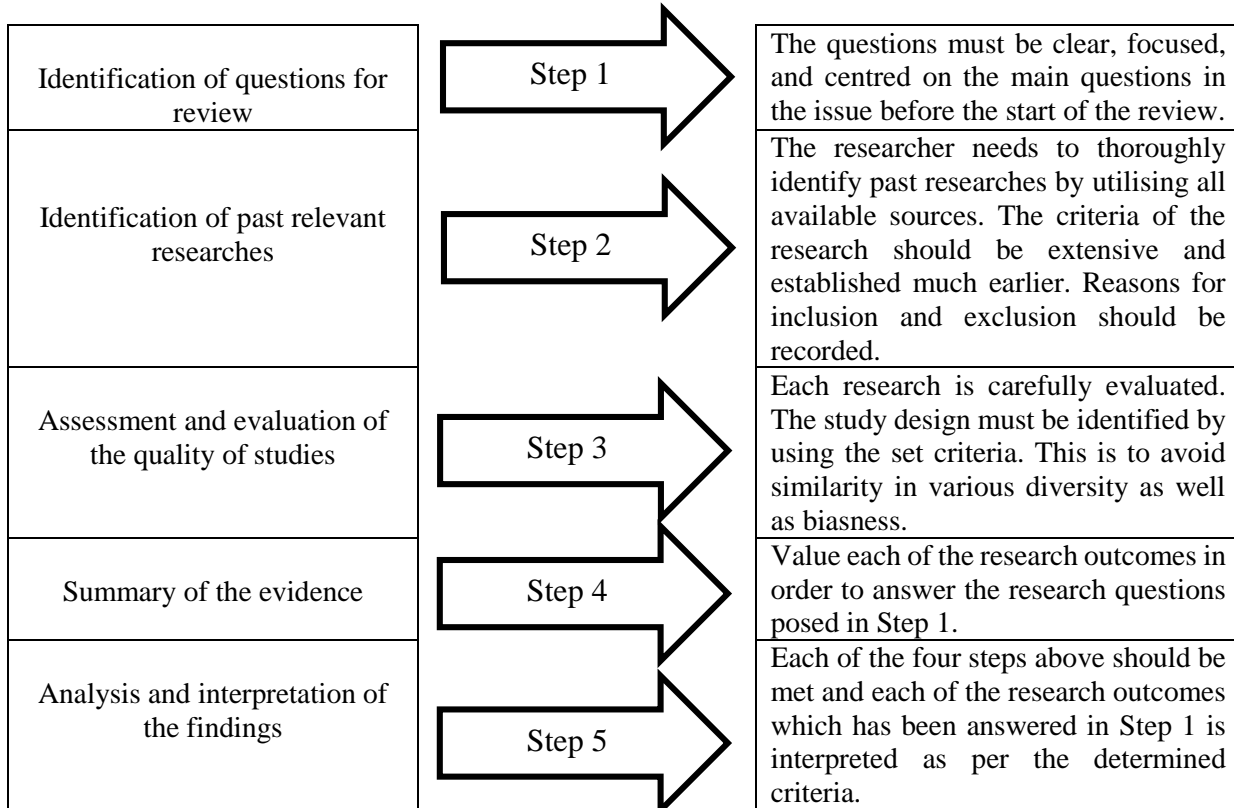 Identification of questions for
review
Step 1
The questions must be clear, focused,
and centred on the main questions in
the issue before the start of the review.
Identification of past relevant
researches
Step 2
The researcher needs to thoroughly
identify past researches by utilising all
available sources. The criteria of the
research should be extensive and
established much earlier. Reasons for
inclusion and exclusion should be
recorded.
Assessment and evaluation of
the quality of studies
Step 3
Each research is carefully evaluated.
The study design must be identified by
using the set criteria. This is to avoid
similarity in various diversity as well
as biasness.
Summary of the evidence
Step 4
Value each of the research outcomes in
order to answer the research questions
posed in Step 1.
Analysis and interpretation of
the findings
Step 5
Each of the four steps above should be
met and each of the research outcomes
which has been answered in Step 1 is
interpreted as per the determined
criteria.